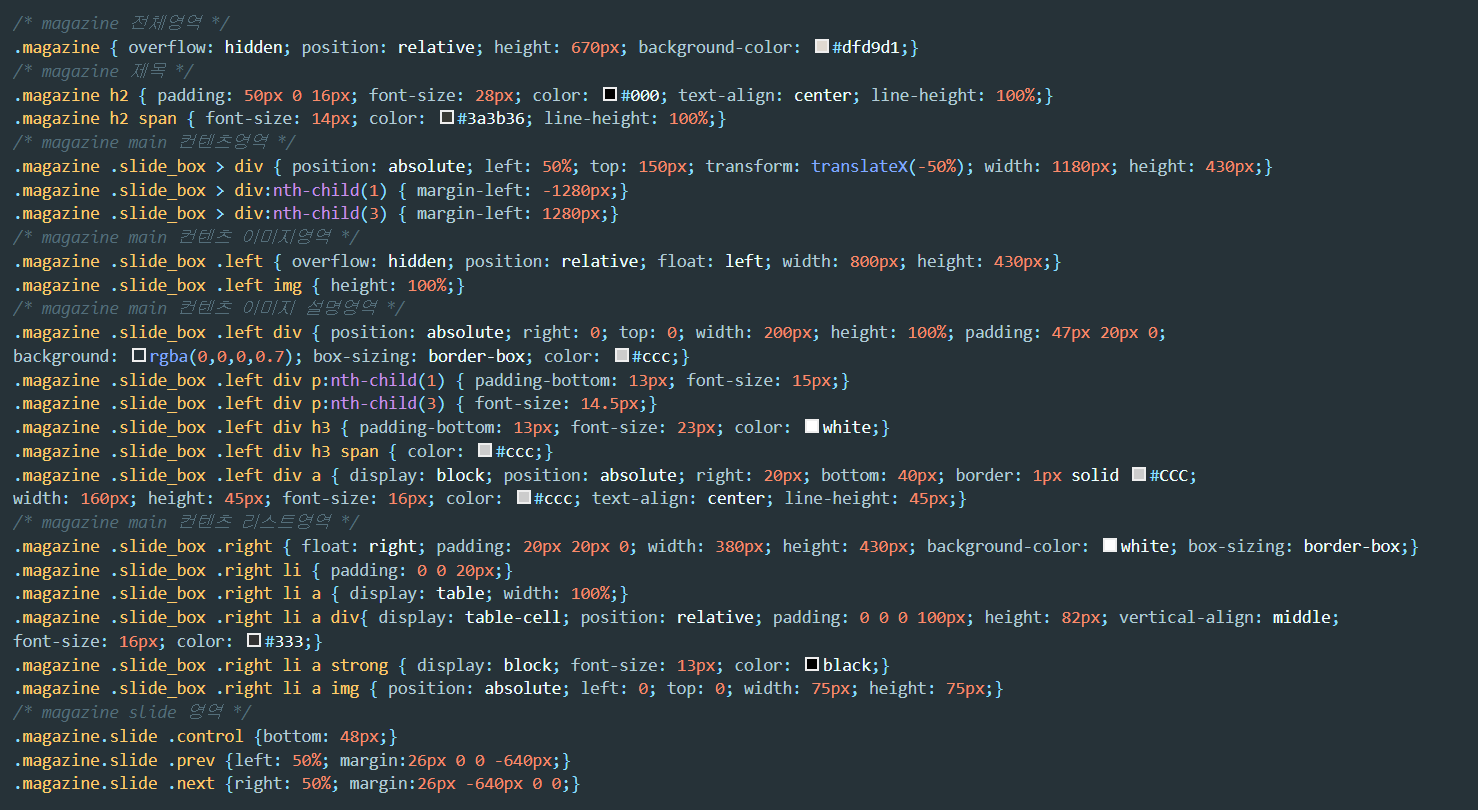 /* magazine 전체영역 */
.magazine { overflow: hidden; position: relative; height: 670px; background-color: #dfd9d1;}
/* magazine 제목 */
.magazine h2 { padding: 50px 0 16px; font-size: 28px; color: #000; text-align: center; line-height: 100%;}
.magazine h2 span { font-size: 14px; color: #3a3b36; line-height: 100%;}
/* magazine main 컨텐츠영역 */
.magazine .slide_box > div { position: absolute; left: 50%; top: 150px; transform: translateX(-50%); width: 1180px; height: 430px;}
.magazine .slide_box > div:nth-child(1) { margin-left: -1280px;}
.magazine .slide_box > div:nth-child(3) { margin-left: 1280px;}
/* magazine main 컨텐츠 이미지영역 */
.magazine .slide_box .left { overflow: hidden; position: relative; float: left; width: 800px; height: 430px;}
.magazine .slide_box .left img { height: 100%;}
/* magazine main 컨텐츠 이미지 설명영역 */
.magazine .slide_box .left div { position: absolute; right: 0; top: 0; width: 200px; height: 100%; padding: 47px 20px 0;
background: rgba(0,0,0,0.7); box-sizing: border-box; color: #ccc;}
.magazine .slide_box .left div p:nth-child(1) { padding-bottom: 13px; font-size: 15px;}
.magazine .slide_box .left div p:nth-child(3) { font-size: 14.5px;}
.magazine .slide_box .left div h3 { padding-bottom: 13px; font-size: 23px; color: white;}
.magazine .slide_box .left div h3 span { color: #ccc;}
.magazine .slide_box .left div a { display: block; position: absolute; right: 20px; bottom: 40px; border: 1px solid #CCC;
width: 160px; height: 45px; font-size: 16px; color: #ccc; text-align: center; line-height: 45px;}
/* magazine main 컨텐츠 리스트영역 */
.magazine .slide_box .right { float: right; padding: 20px 20px 0; width: 380px; height: 430px; background-color: white; box-sizing: border-box;}
.magazine .slide_box .right li { padding: 0 0 20px;}
.magazine .slide_box .right li a { display: table; width: 100%;}
.magazine .slide_box .right li a div{ display: table-cell; position: relative; padding: 0 0 0 100px; height: 82px; vertical-align: middle;
font-size: 16px; color: #333;}
.magazine .slide_box .right li a strong { display: block; font-size: 13px; color: black;}
.magazine .slide_box .right li a img { position: absolute; left: 0; top: 0; width: 75px; height: 75px;}
/* magazine slide 영역 */
.magazine.slide .control {bottom: 48px;}
.magazine.slide .prev {left: 50%; margin:26px 0 0 -640px;}
.magazine.slide .next {right: 50%; margin:26px -640px 0 0;}